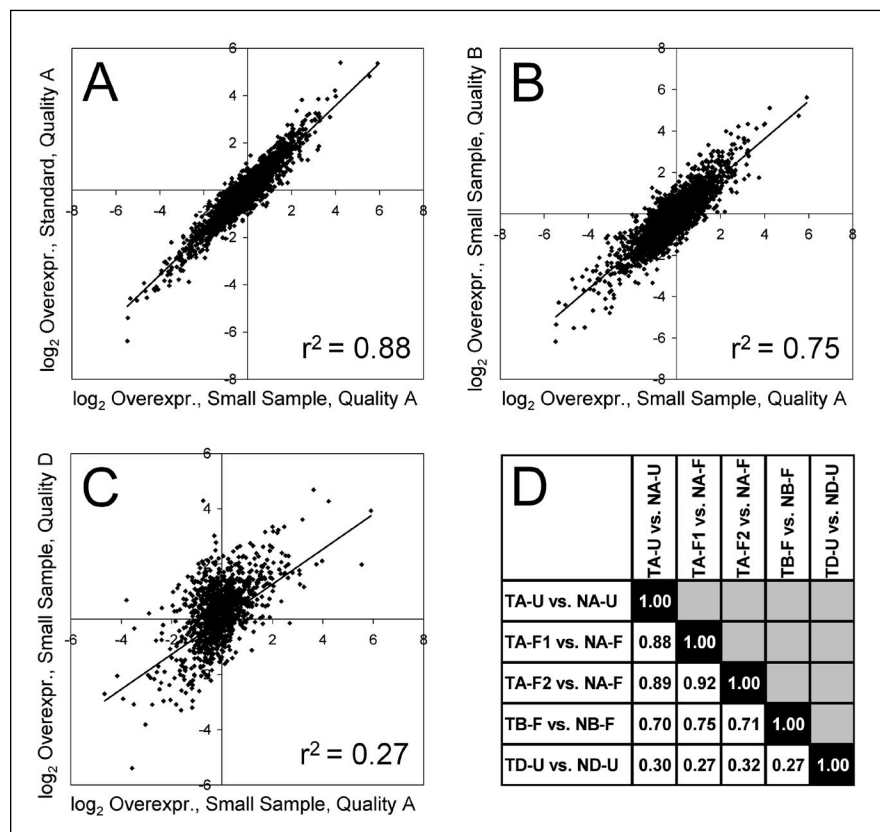 A
log2 Overexpr., Standard, Quality A
6
4
2
-8 -6 -4 -2 2 4 6 8
-2
-4
-6
-8
r2 = 0.88
log2 Overexpr., Small Sample, Quality A
B
log2 Overexpr., Small Sample, Quality B
8
6
4
2
-8 -6 -4 -2 0 2 4 6 8
-2
-4
-6
-8
r2 = 0.75
log2 Overexpr., Small Sample, Quality A
C
log2 Overexpr., Small Sample, Quality D
6
4
2
-6 -4 -2 0 2 4 6 8
-2
-4
-6
r2 = 0.27
log2 Overexpr., Small Sample, Quality A
D
TA-U vs. NA-U
TA-F1 vs. NA-F
TA-F2 vs. NA-F
TB-F vs. NB-F
TD-U vs. ND-U
TA-U vs. NA-U 1.00
TA-F1 vs. NA-F 0.88 1.00
TA-F2 vs. NA-F 0.89 0.92 1.00
TB-F vs. NB-F 0.70 0.75 0.71 1.00
TD-U vs. ND-U 0.30 0.27 0.32 0.27 1.00